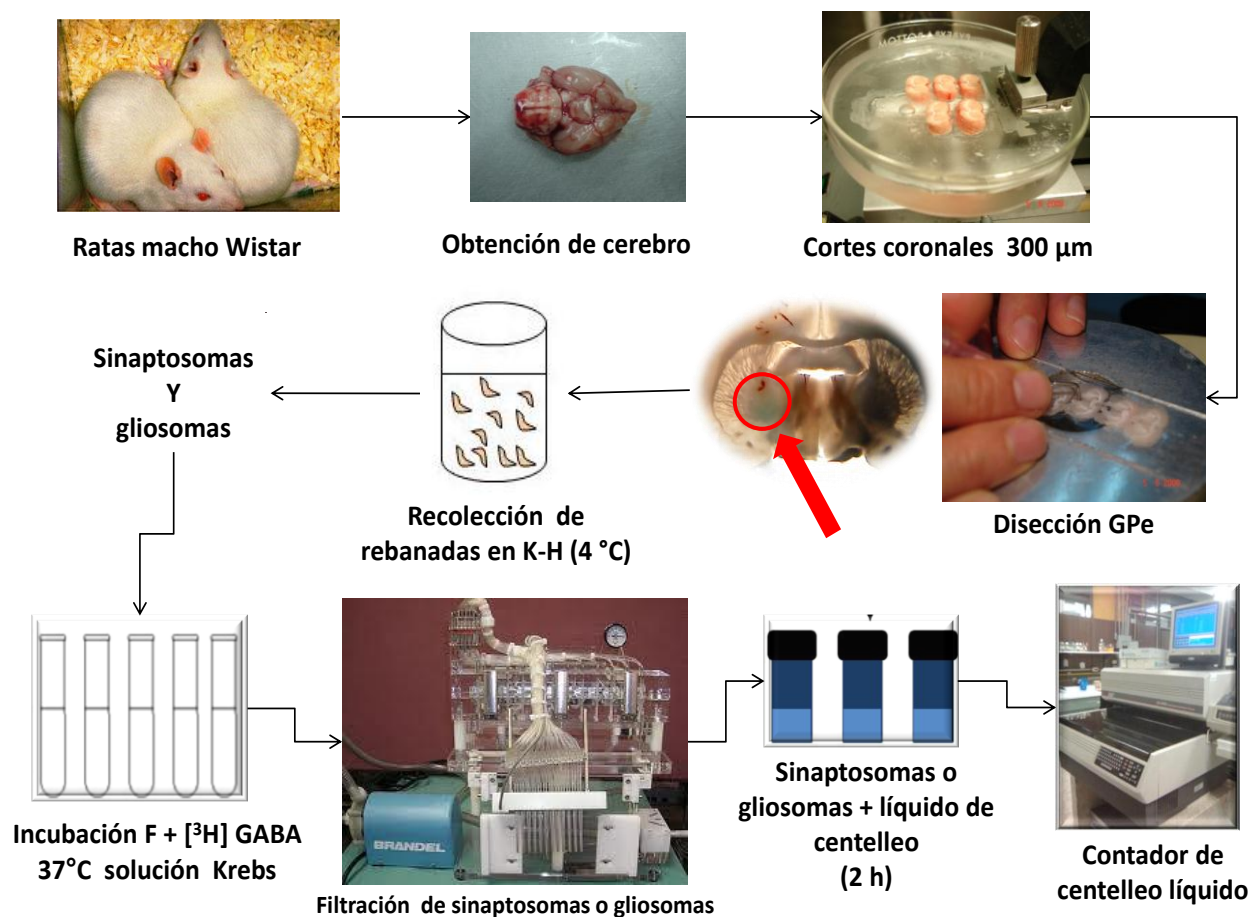 Ratas macho Wistar
Obtención de cerebro
Cortes coronales 300 µm
Disección GPe
Recolección de
rebanadas en K-H (4 °C)
Sinaptosomas
Y
gliosomas
Incubación F + [³H] GABA
37°C solución Krebs
BRANDEL
Filtración de sinaptosomas o gliosomas
Sinaptosomas o
gliosomas + líquido de
centelleo
(2 h)
Contador de
centelleo líquido